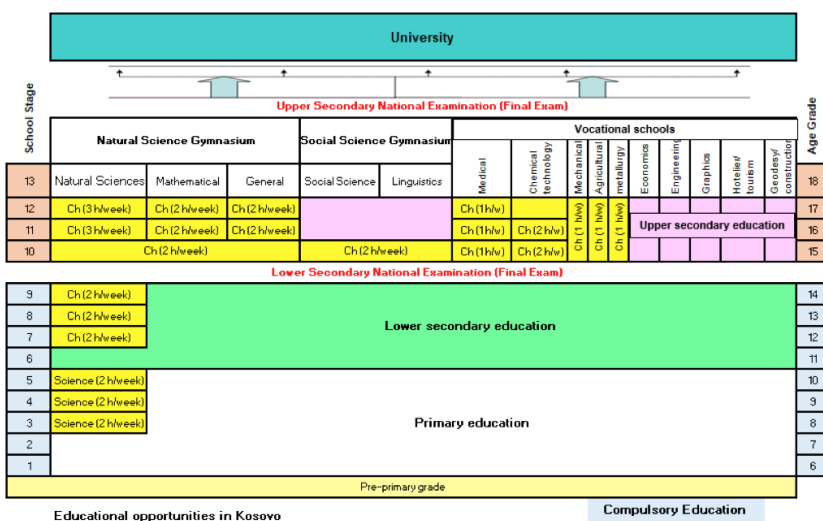 University
Upper Secondary National Examination (Final Exam)
School Stage
Age Grade
Natural Science Gymnasium
Social Science Gymnasium
Vocational schools
Medical
Chemical technology
Mechanical
Agricultural
metallurgy
Economics
Engineering
Graphics
Hotelier/ tourism
Geodesy/ construction
13 Natural Sciences Mathematical General Social Science Linguistics 18
12 Ch (3 h/week) Ch (2 h/week) Ch (2 h/week) Ch (1 h/w) 17
11 Ch (3 h/week) Ch (2 h/week) Ch (2 h/week) Ch (1 h/w) Ch (2 h/w) 16
10 Ch (2 h/week) Ch (2 h/week) Ch (1 h/w) Ch (2 h/w) 15
Ch (1 h/w)
Ch (1 h/w)
Ch (1 h/w)
Upper secondary education
Lower Secondary National Examination (Final Exam)
9 Ch (2 h/week) 14
8 Ch (2 h/week) 13
7 Ch (2 h/week) 12
Lower secondary education
6 11
5 Science (2 h/week) 10
4 Science (2 h/week) 9
3 Science (2 h/week) 8
Primary education
2 7
1 6
Pre-primary grade
Educational opportunities in Kosovo
Compulsory Education